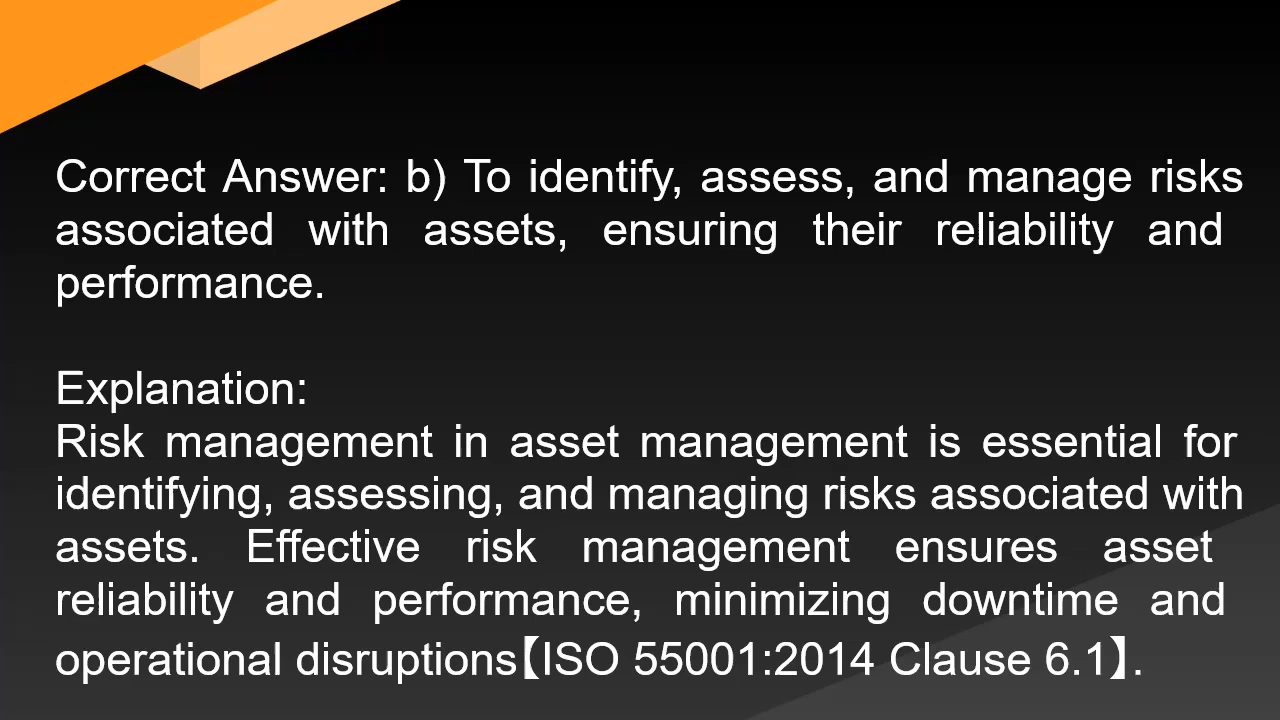 Correct Answer: b) To identify, assess, and manage risks
associated with assets, ensuring their reliability and
performance.
Explanation:
Risk management in asset management is essential for
identifying, assessing, and managing risks associated with
assets. Effective risk management ensures asset
reliability and performance, minimizing downtime and
operational disruptions【ISO 55001:2014 Clause 6.1】.